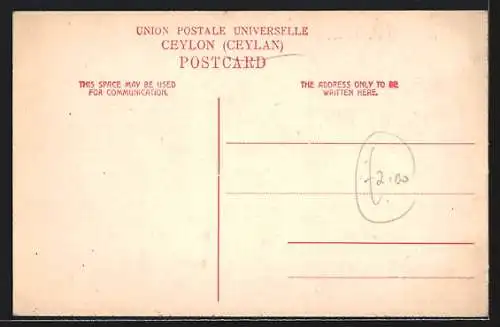 UNION POSTALE UNIVERSELLE
CEYLON (CEYLAN)
POSTCARD
THIS SPACE MAY BE USED
FOR COMMUNICATION.
THE ADDRESS ONLY TO BE
WRITTEN HERE.